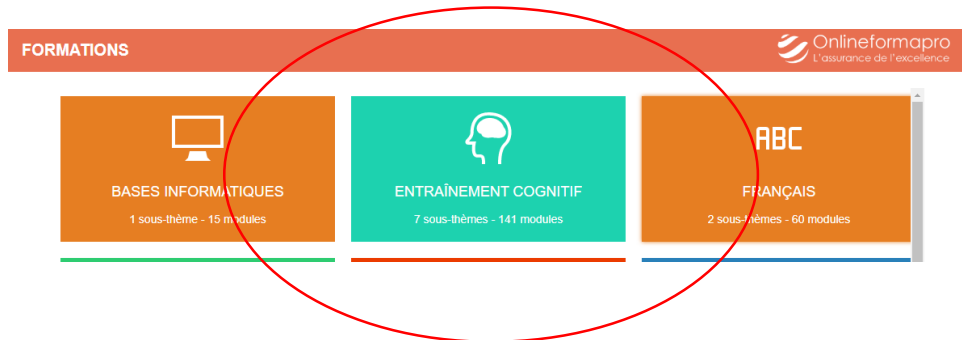 FORMATIONS
Onlineformapro
L'assurance de l'excellence
BASES INFORMATIQUES
1 sous-thème - 15 modules
ENTRAÎNEMENT COGNITIF
7 sous-thèmes - 141 modules
ABC
FRANÇAIS
2 sous-thèmes - 60 modules